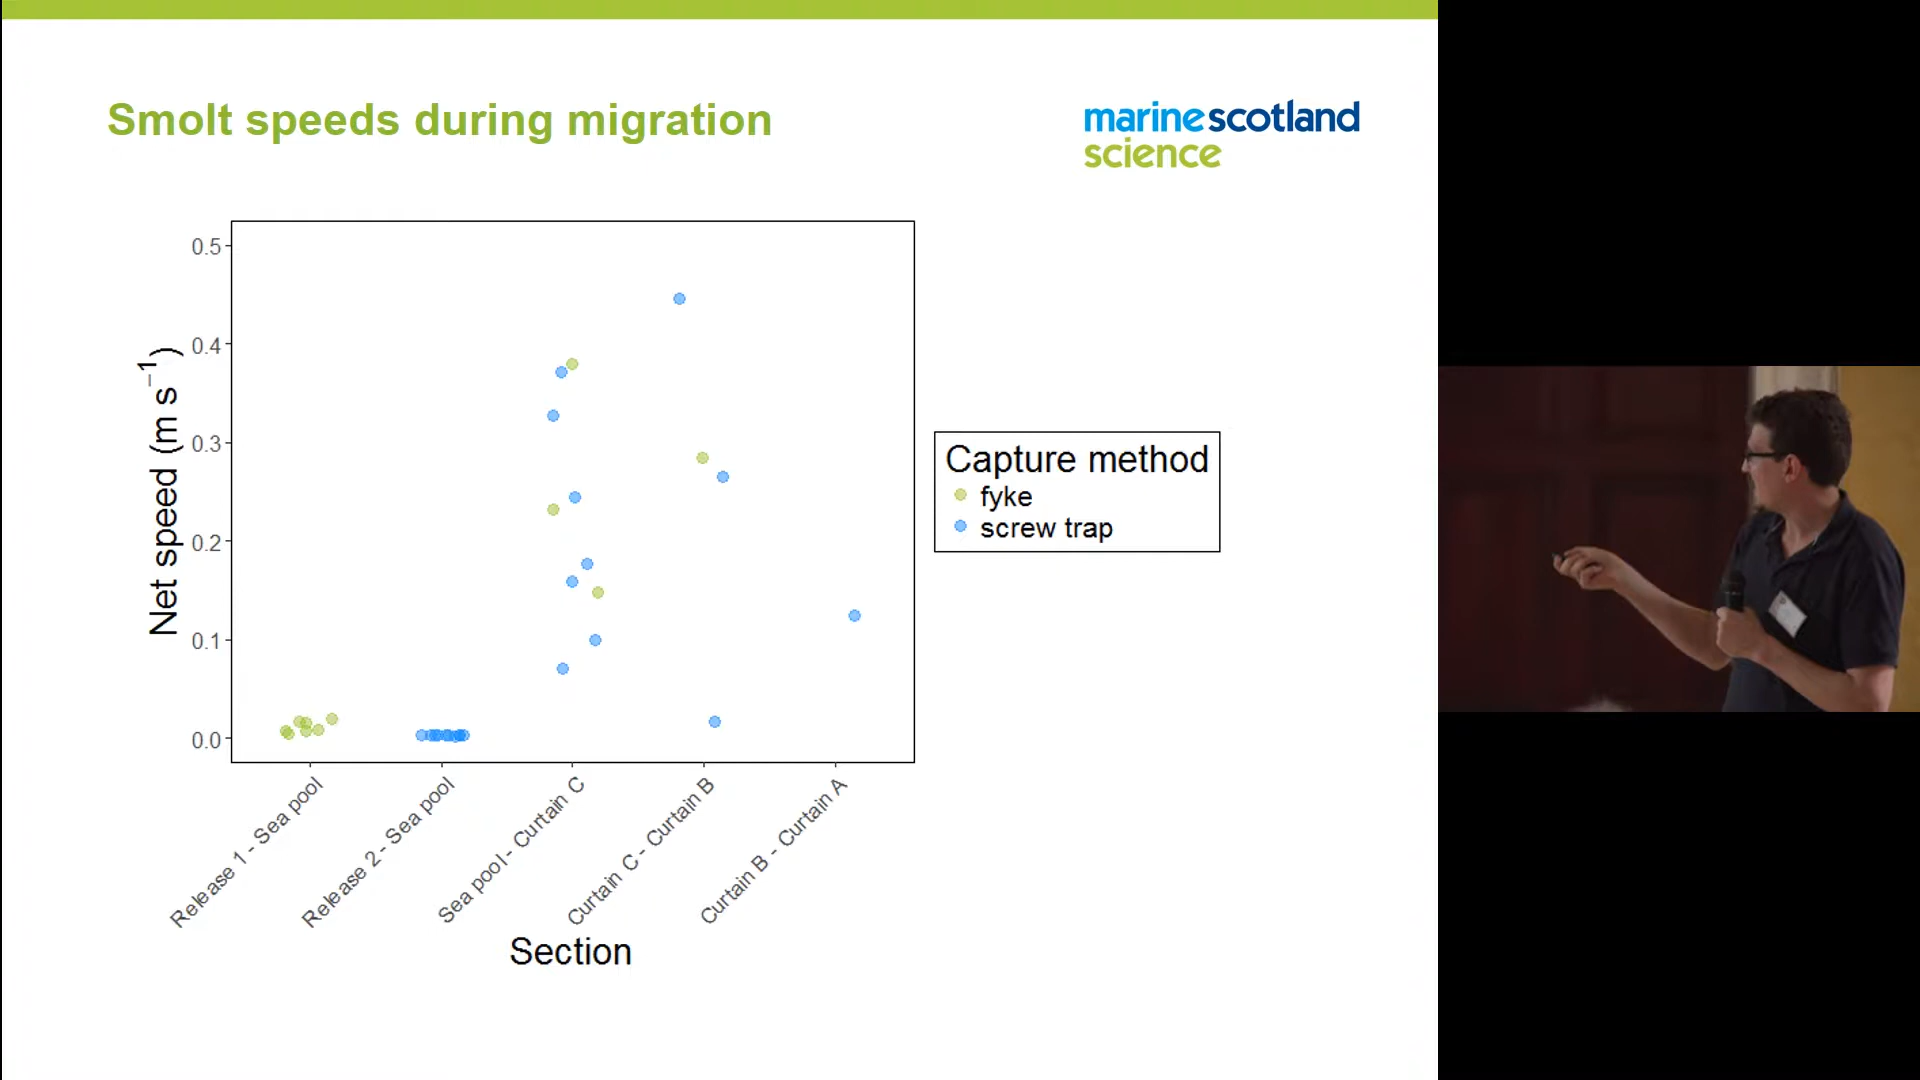 Smolt speeds during migration
marinescotland
science
0.5
0.4
0.3
0.2
0.1
0.0
Net speed (m s⁻¹)
Capture method
fyke
screw trap
Release 1 - Sea pool
Release 2 - Sea pool
Sea pool - Curtain C
Curtain C - Curtain B
Curtain B - Curtain A
Section